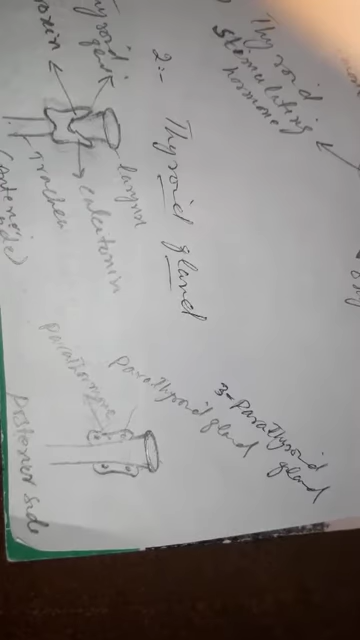 Thyroid
stimulating
hormone
2:- Thyroid gland
Thyroid
gland
larynx
calcitonin
Trachea
3- Parathyroid
gland
Parathyroid gland
Parathormone
Posterior side